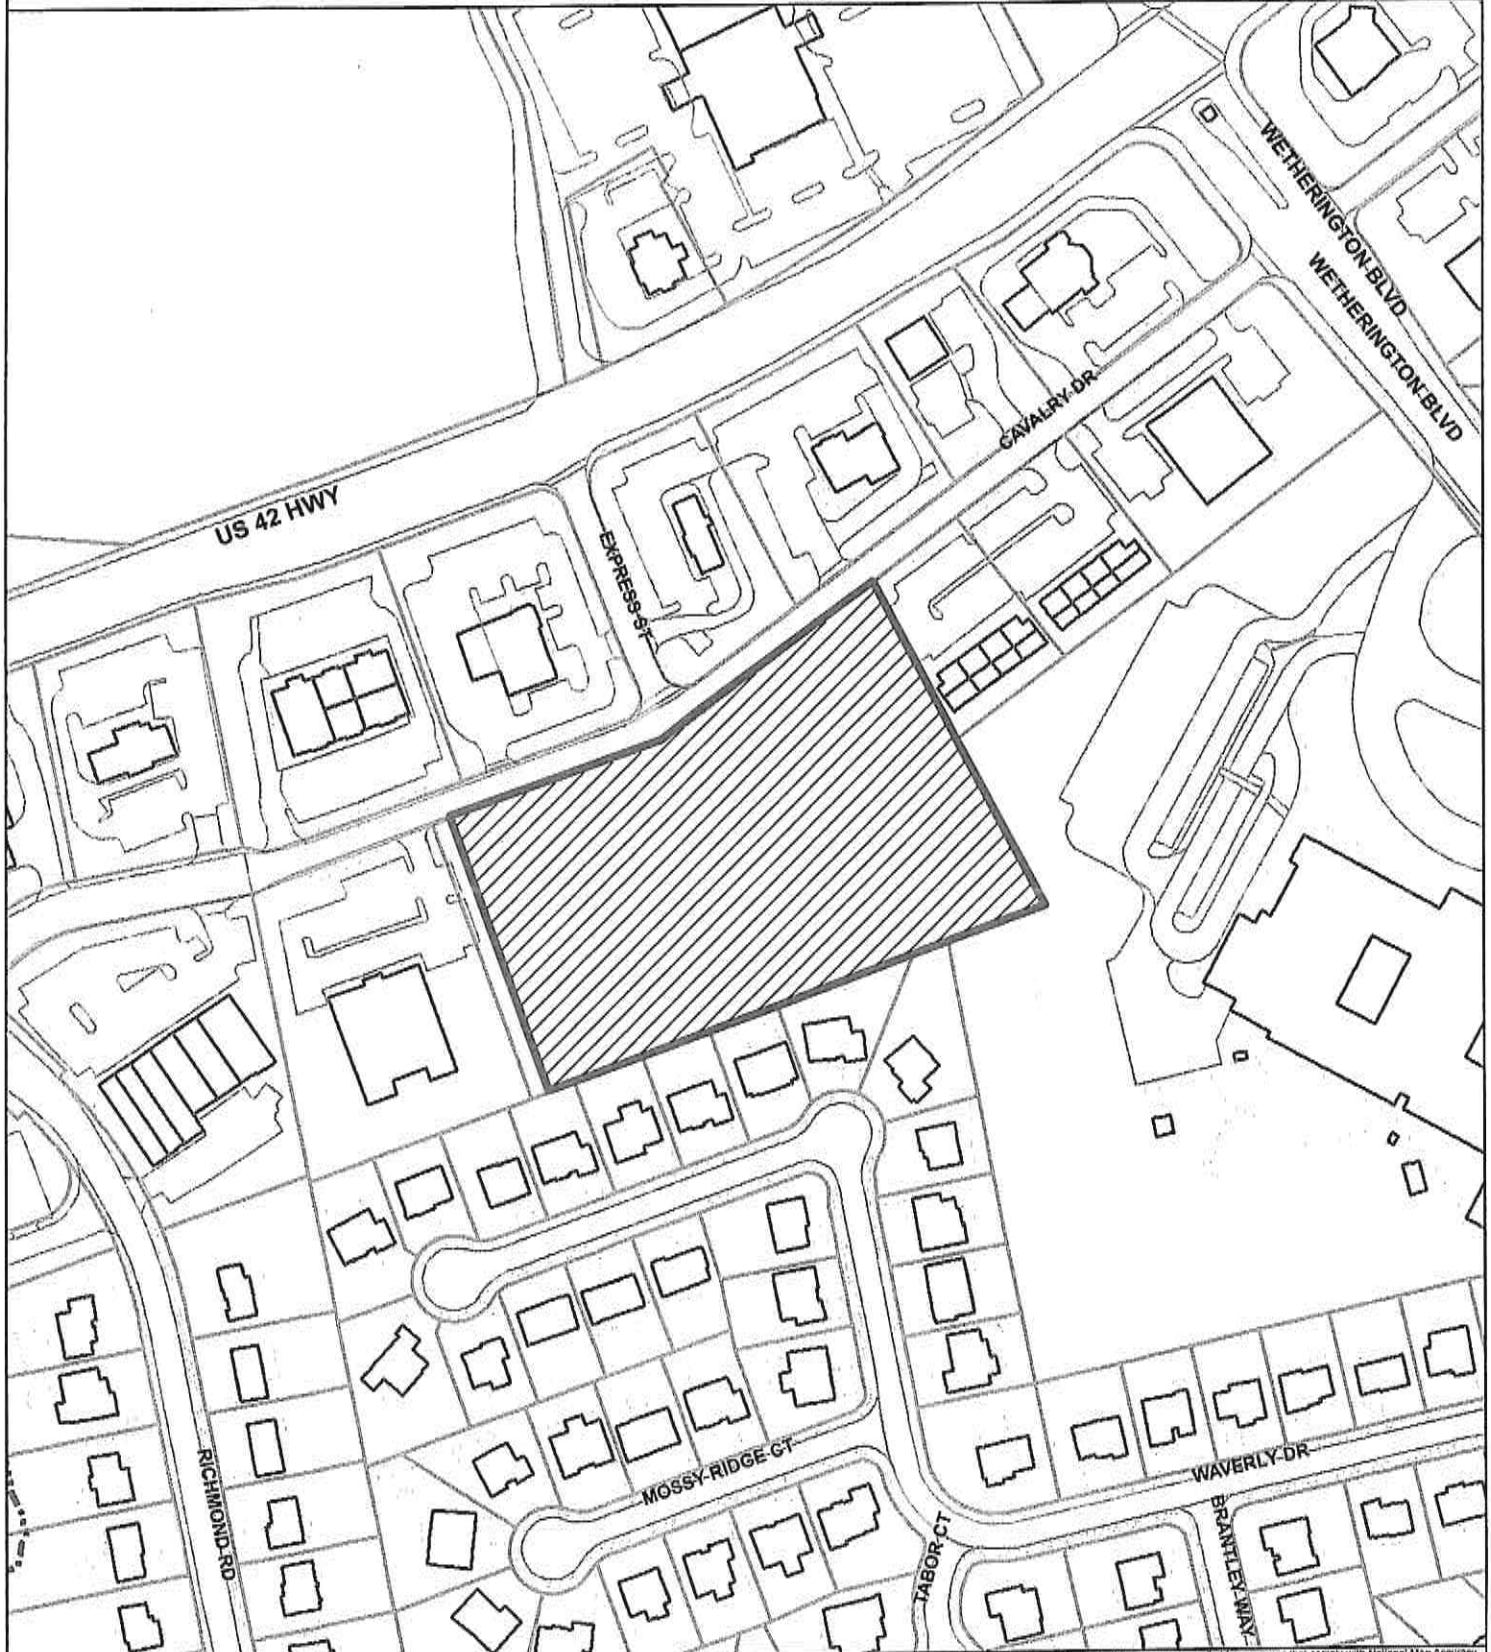 WETHERINGTON BLVD
WETHERINGTON BLVD
CAVALRY DR
US 42 HWY
EXPRESS ST
MOSSY RIDGE CT
WAVERLY DR
RICHMOND RD
TABOR CT
BRANTLEY WAY